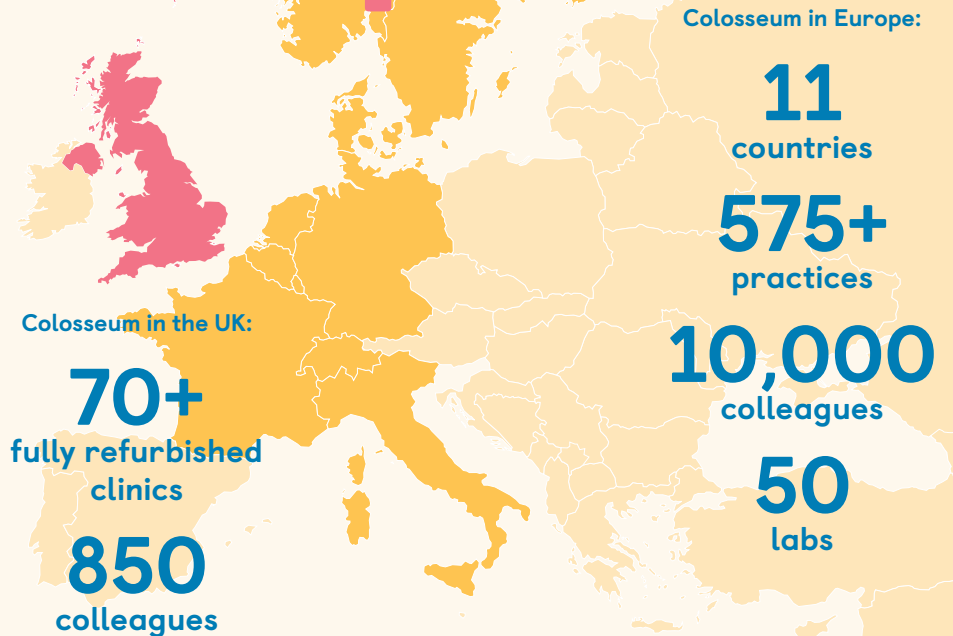 Colosseum in Europe:
11
countries
575+
practices
10,000
colleagues
50
labs
Colosseum in the UK:
70+
fully refurbished
clinics
850
colleagues